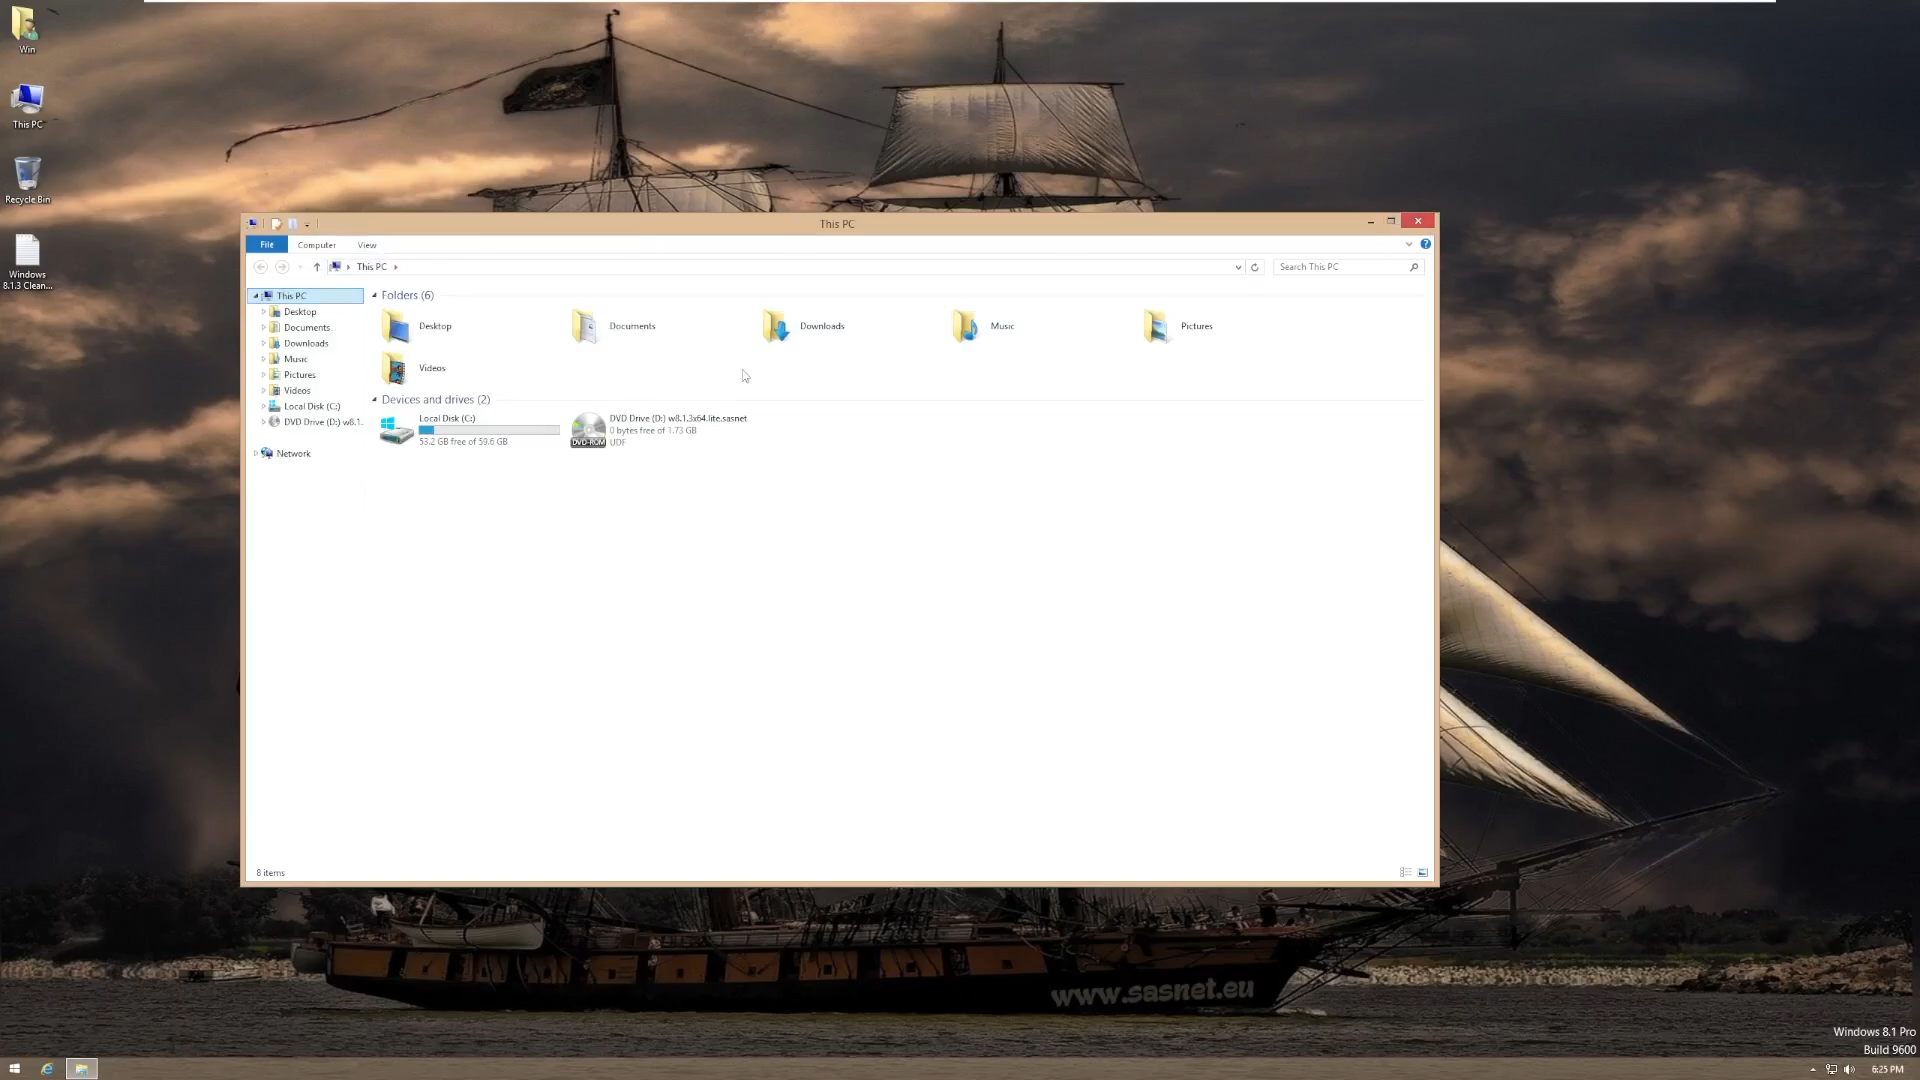 Win
This PC
Recycle Bin
Windows
8.1.3 Clean...
This PC
File
Computer
View
This PC
Search This PC
This PC
Desktop
Documents
Downloads
Music
Pictures
Videos
Local Disk (C:)
DVD Drive (D:) w8.1.
Network
Folders (6)
Desktop
Documents
Downloads
Music
Pictures
Videos
Devices and drives (2)
Local Disk (C:)
53.2 GB free of 59.6 GB
DVD-ROM
DVD Drive (D:) w8.1.3x64.lite.sasnet
0 bytes free of 1.73 GB
UDF
8 items
www.sasnet.eu
Windows 8.1 Pro
Build 9600
6:25 PM